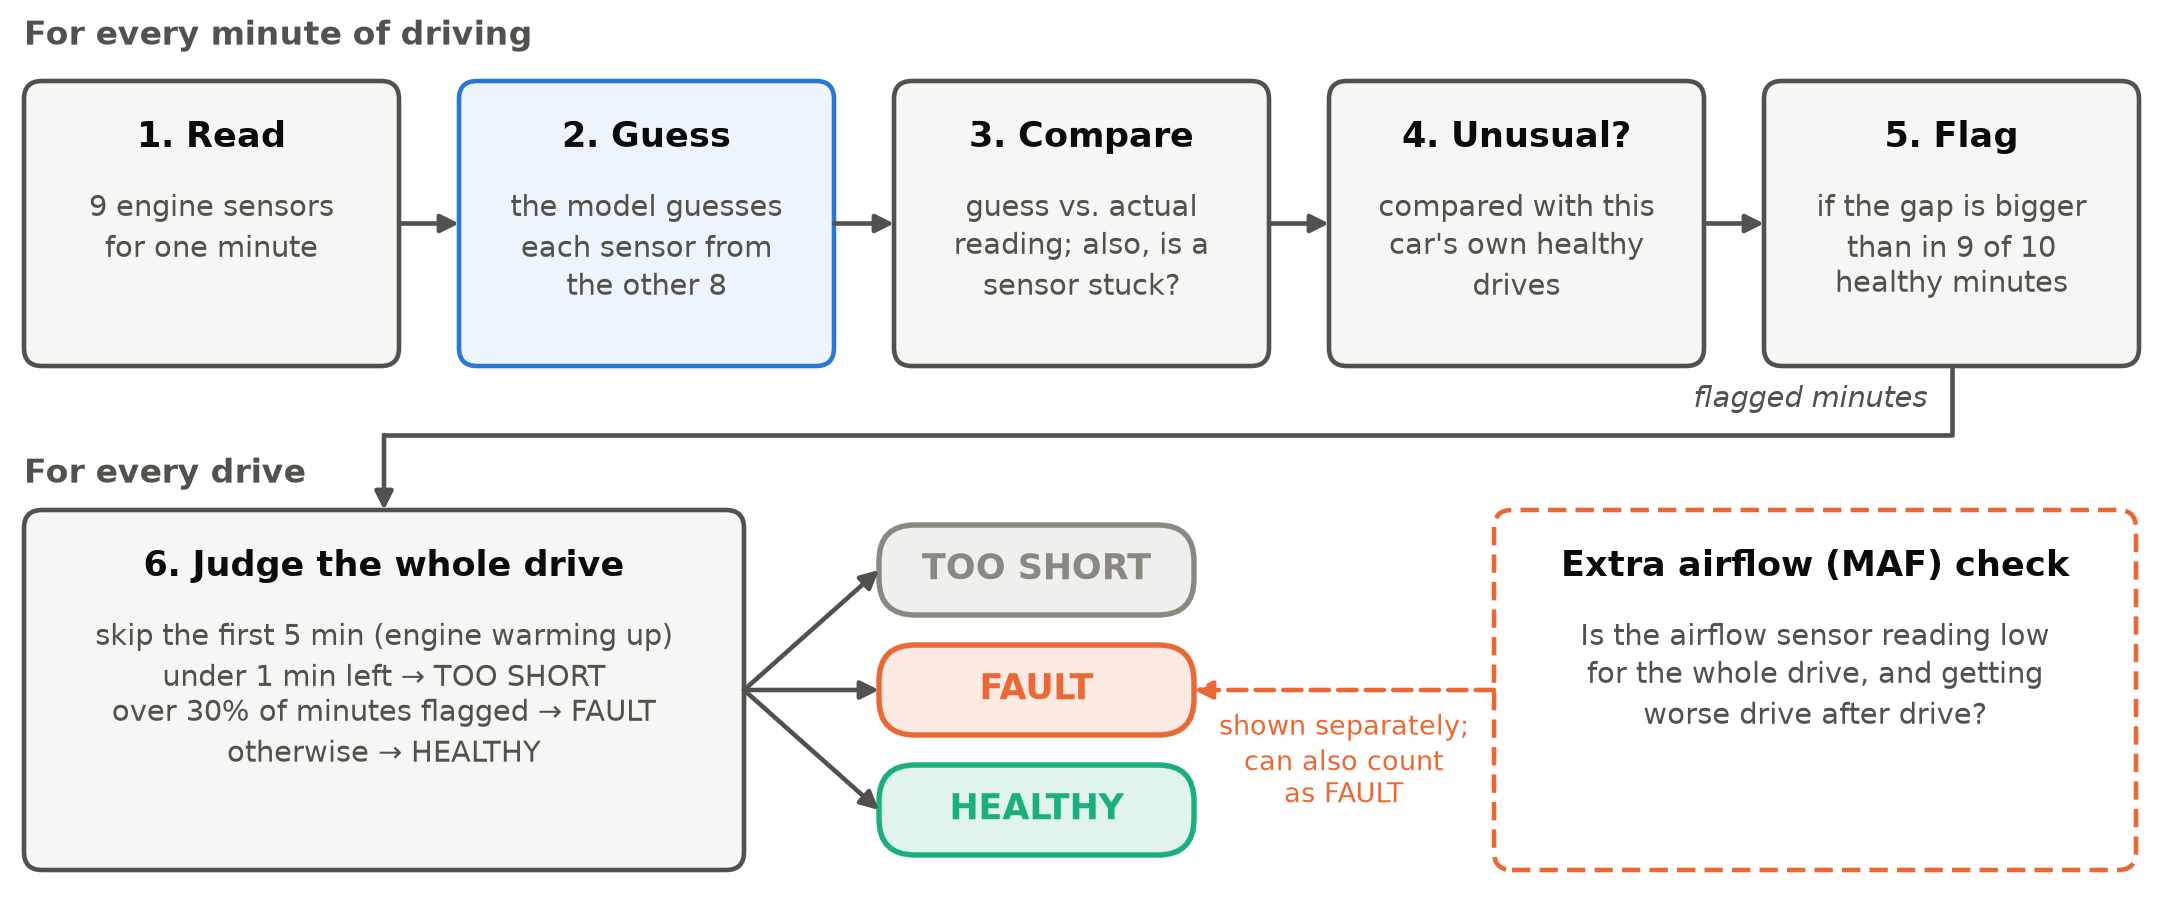 For every minute of driving
1. Read
9 engine sensors
for one minute
2. Guess
the model guesses
each sensor from
the other 8
3. Compare
guess vs. actual
reading; also, is a
sensor stuck?
4. Unusual?
compared with this
car's own healthy
drives
5. Flag
if the gap is bigger
than in 9 of 10
healthy minutes
flagged minutes
For every drive
6. Judge the whole drive
skip the first 5 min (engine warming up)
under 1 min left → TOO SHORT
over 30% of minutes flagged → FAULT
otherwise → HEALTHY
TOO SHORT
FAULT
HEALTHY
shown separately;
can also count
as FAULT
Extra airflow (MAF) check
Is the airflow sensor reading low
for the whole drive, and getting
worse drive after drive?